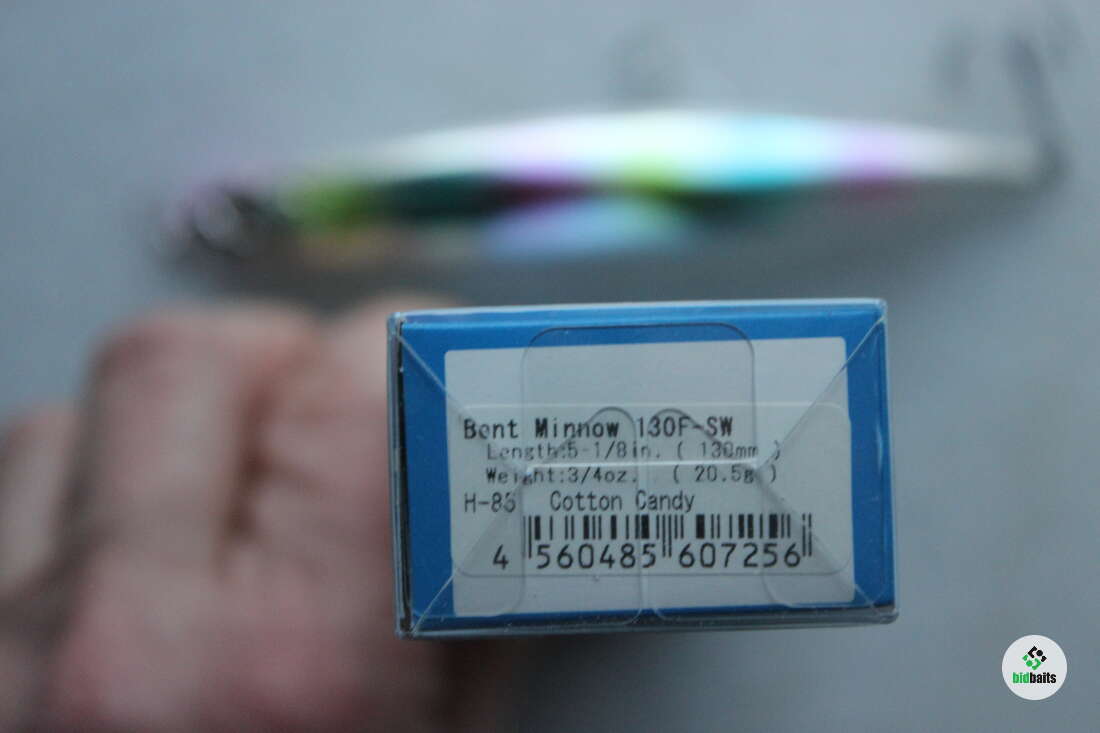 Bent Minnow 130F-SW
Length:5-1/8in. ( 130mm )
Weight:3/4oz. ( 20.5g )
Cotton Candy
4 560485 607256
bidbaits